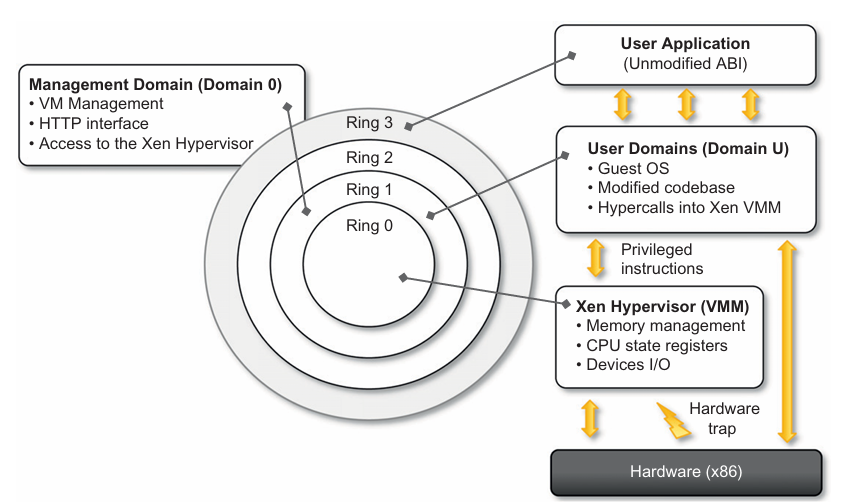 User Application
(Unmodified ABI)
Management Domain (Domain 0)
• VM Management
• HTTP interface
• Access to the Xen Hypervisor
Ring 3
Ring 2
Ring 1
Ring 0
User Domains (Domain U)
• Guest OS
• Modified codebase
• Hypercalls into Xen VMM
Privileged
instructions
Xen Hypervisor (VMM)
• Memory management
• CPU state registers
• Devices I/O
Hardware
trap
Hardware (x86)